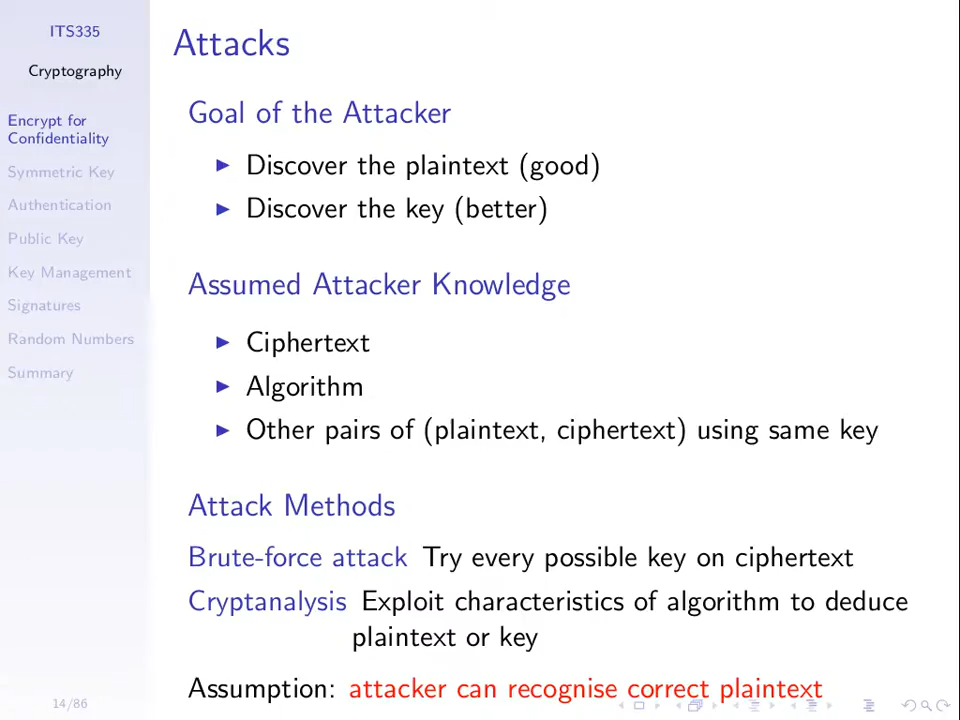 ITS335
Cryptography
Encrypt for
Confidentiality
Symmetric Key
Authentication
Public Key
Key Management
Signatures
Random Numbers
Summary
14/86
Attacks
Goal of the Attacker
Discover the plaintext (good)
Discover the key (better)
Assumed Attacker Knowledge
Ciphertext
Algorithm
Other pairs of (plaintext, ciphertext) using same key
Attack Methods
Brute-force attack Try every possible key on ciphertext
Cryptanalysis Exploit characteristics of algorithm to deduce
plaintext or key
Assumption: attacker can recognise correct plaintext